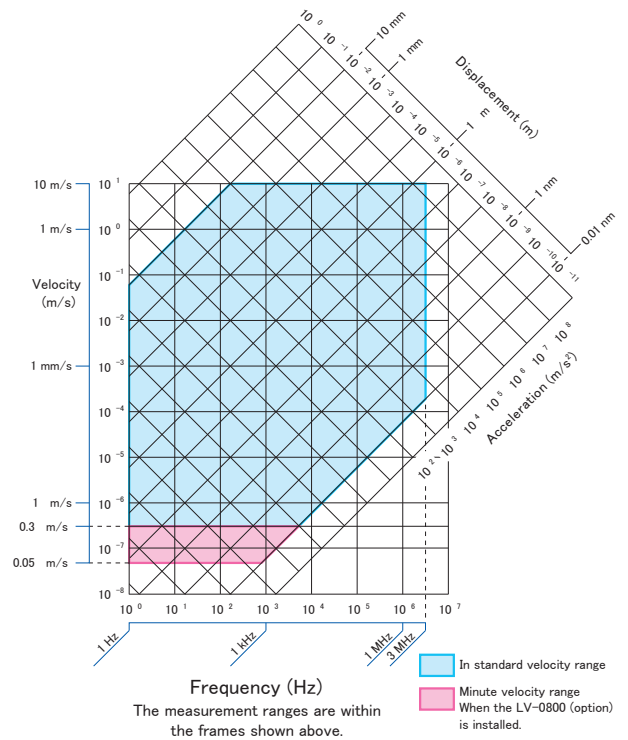 10 0
10 -1
10 -2
10 -3
10 -4
10 -5
10 -6
10 -7
10 -8
10 -9
10 -10
10 -11
10 mm
1 mm
1 m
1 nm
0.01 nm
Displacement (m)
10 m/s
1 m/s
Velocity
(m/s)
1 mm/s
1 m/s
0.3 m/s
0.05 m/s
10 1
10 0
10 -1
10 -2
10 -3
10 -4
10 -5
10 -6
10 -7
10 -8
10 2
10 3
10 4
10 5
10 6
10 7
10 8
Acceleration (m/s2)
10 0
10 1
10 2
10 3
10 4
10 5
10 6
10 7
1 Hz
1 kHz
1 MHz
3 MHz
Frequency (Hz)
The measurement ranges are within
the frames shown above.
In standard velocity range
Minute velocity range
When the LV-0800 (option)
is installed.